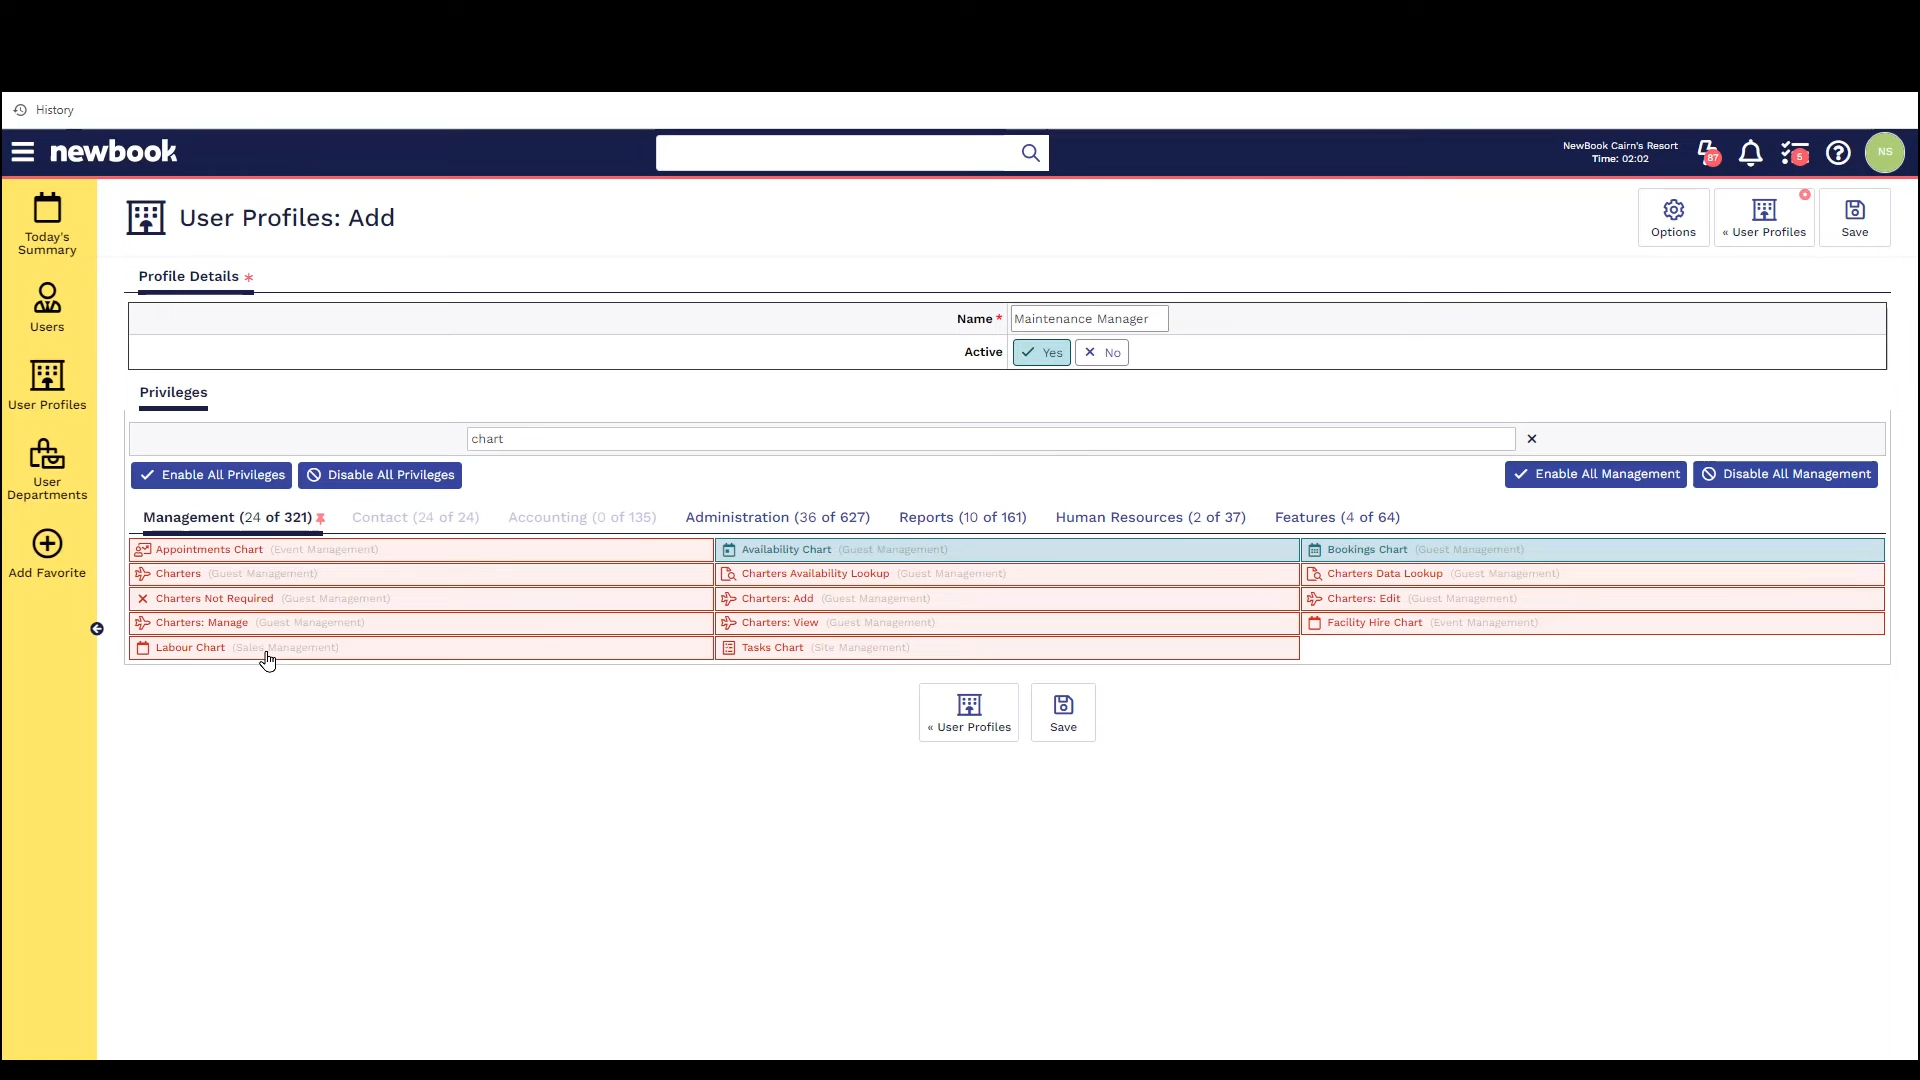 History
newbook
NewBook Cairn's Resort
Time: 02:02
87
5
NS
Today's
Summary
Users
User Profiles
User
Departments
Add Favorite
User Profiles: Add
Options
« User Profiles
Save
Profile Details *
Name * Maintenance Manager
Active Yes No
Privileges
chart
Enable All Privileges Disable All Privileges Enable All Management Disable All Management
Management (24 of 321) Contact (24 of 24) Accounting (0 of 135) Administration (36 of 627) Reports (10 of 161) Human Resources (2 of 37) Features (4 of 64)
Appointments Chart (Event Management) Availability Chart (Guest Management) Bookings Chart (Guest Management)
Charters (Guest Management) Charters Availability Lookup (Guest Management) Charters Data Lookup (Guest Management)
Charters Not Required (Guest Management) Charters: Add (Guest Management) Charters: Edit (Guest Management)
Charters: Manage (Guest Management) Charters: View (Guest Management) Facility Hire Chart (Event Management)
Labour Chart (Sales Management) Tasks Chart (Site Management)
« User Profiles
Save